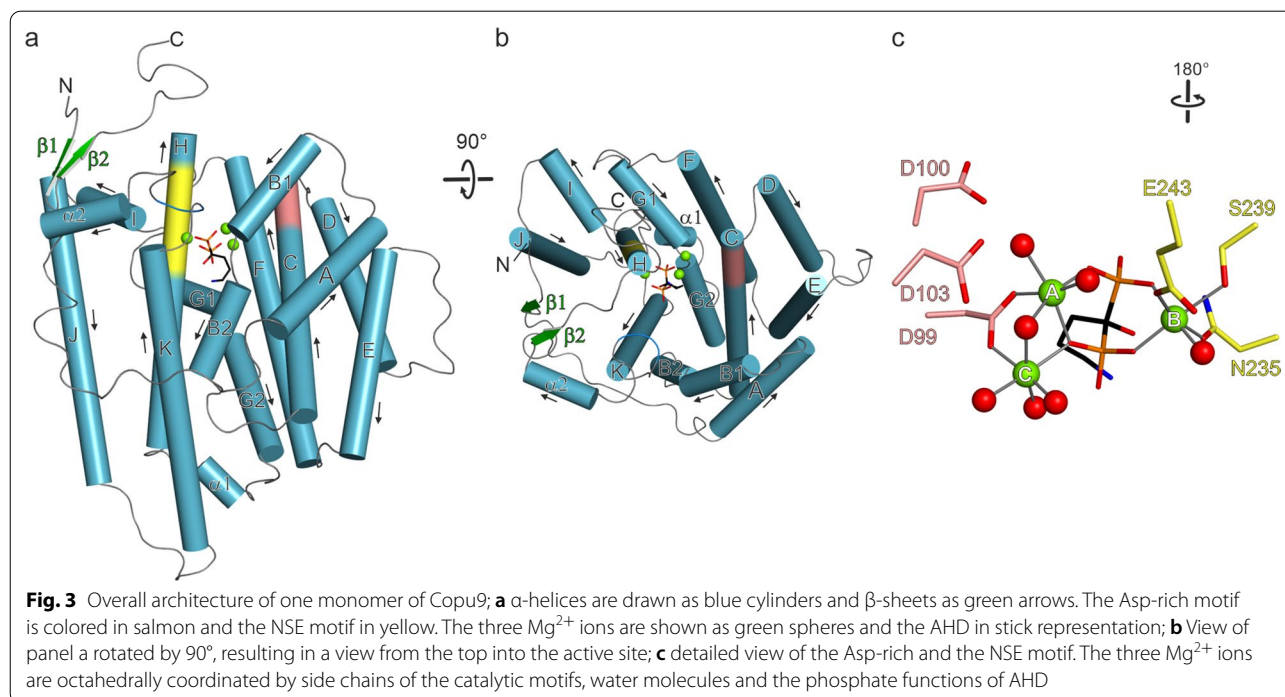 a
b
c
C
N
β1
β2
H
B1
α2
I
D
F
C
A
G1
B2
J
K
E
G2
α1
90°
F
I
G1
D
C
α1
C
J
N
H
E
G2
β1
β2
K
B2
B1
A
α2
180°
D100
E243
S239
D103
A
B
D99
C
N235
Fig. 3 Overall architecture of one monomer of Copu9; a α-helices are drawn as blue cylinders and β-sheets as green arrows. The Asp-rich motif
is colored in salmon and the NSE motif in yellow. The three Mg2+ ions are shown as green spheres and the AHD in stick representation; b View of
panel a rotated by 90°, resulting in a view from the top into the active site; c detailed view of the Asp-rich and the NSE motif. The three Mg2+ ions
are octahedrally coordinated by side chains of the catalytic motifs, water molecules and the phosphate functions of AHD